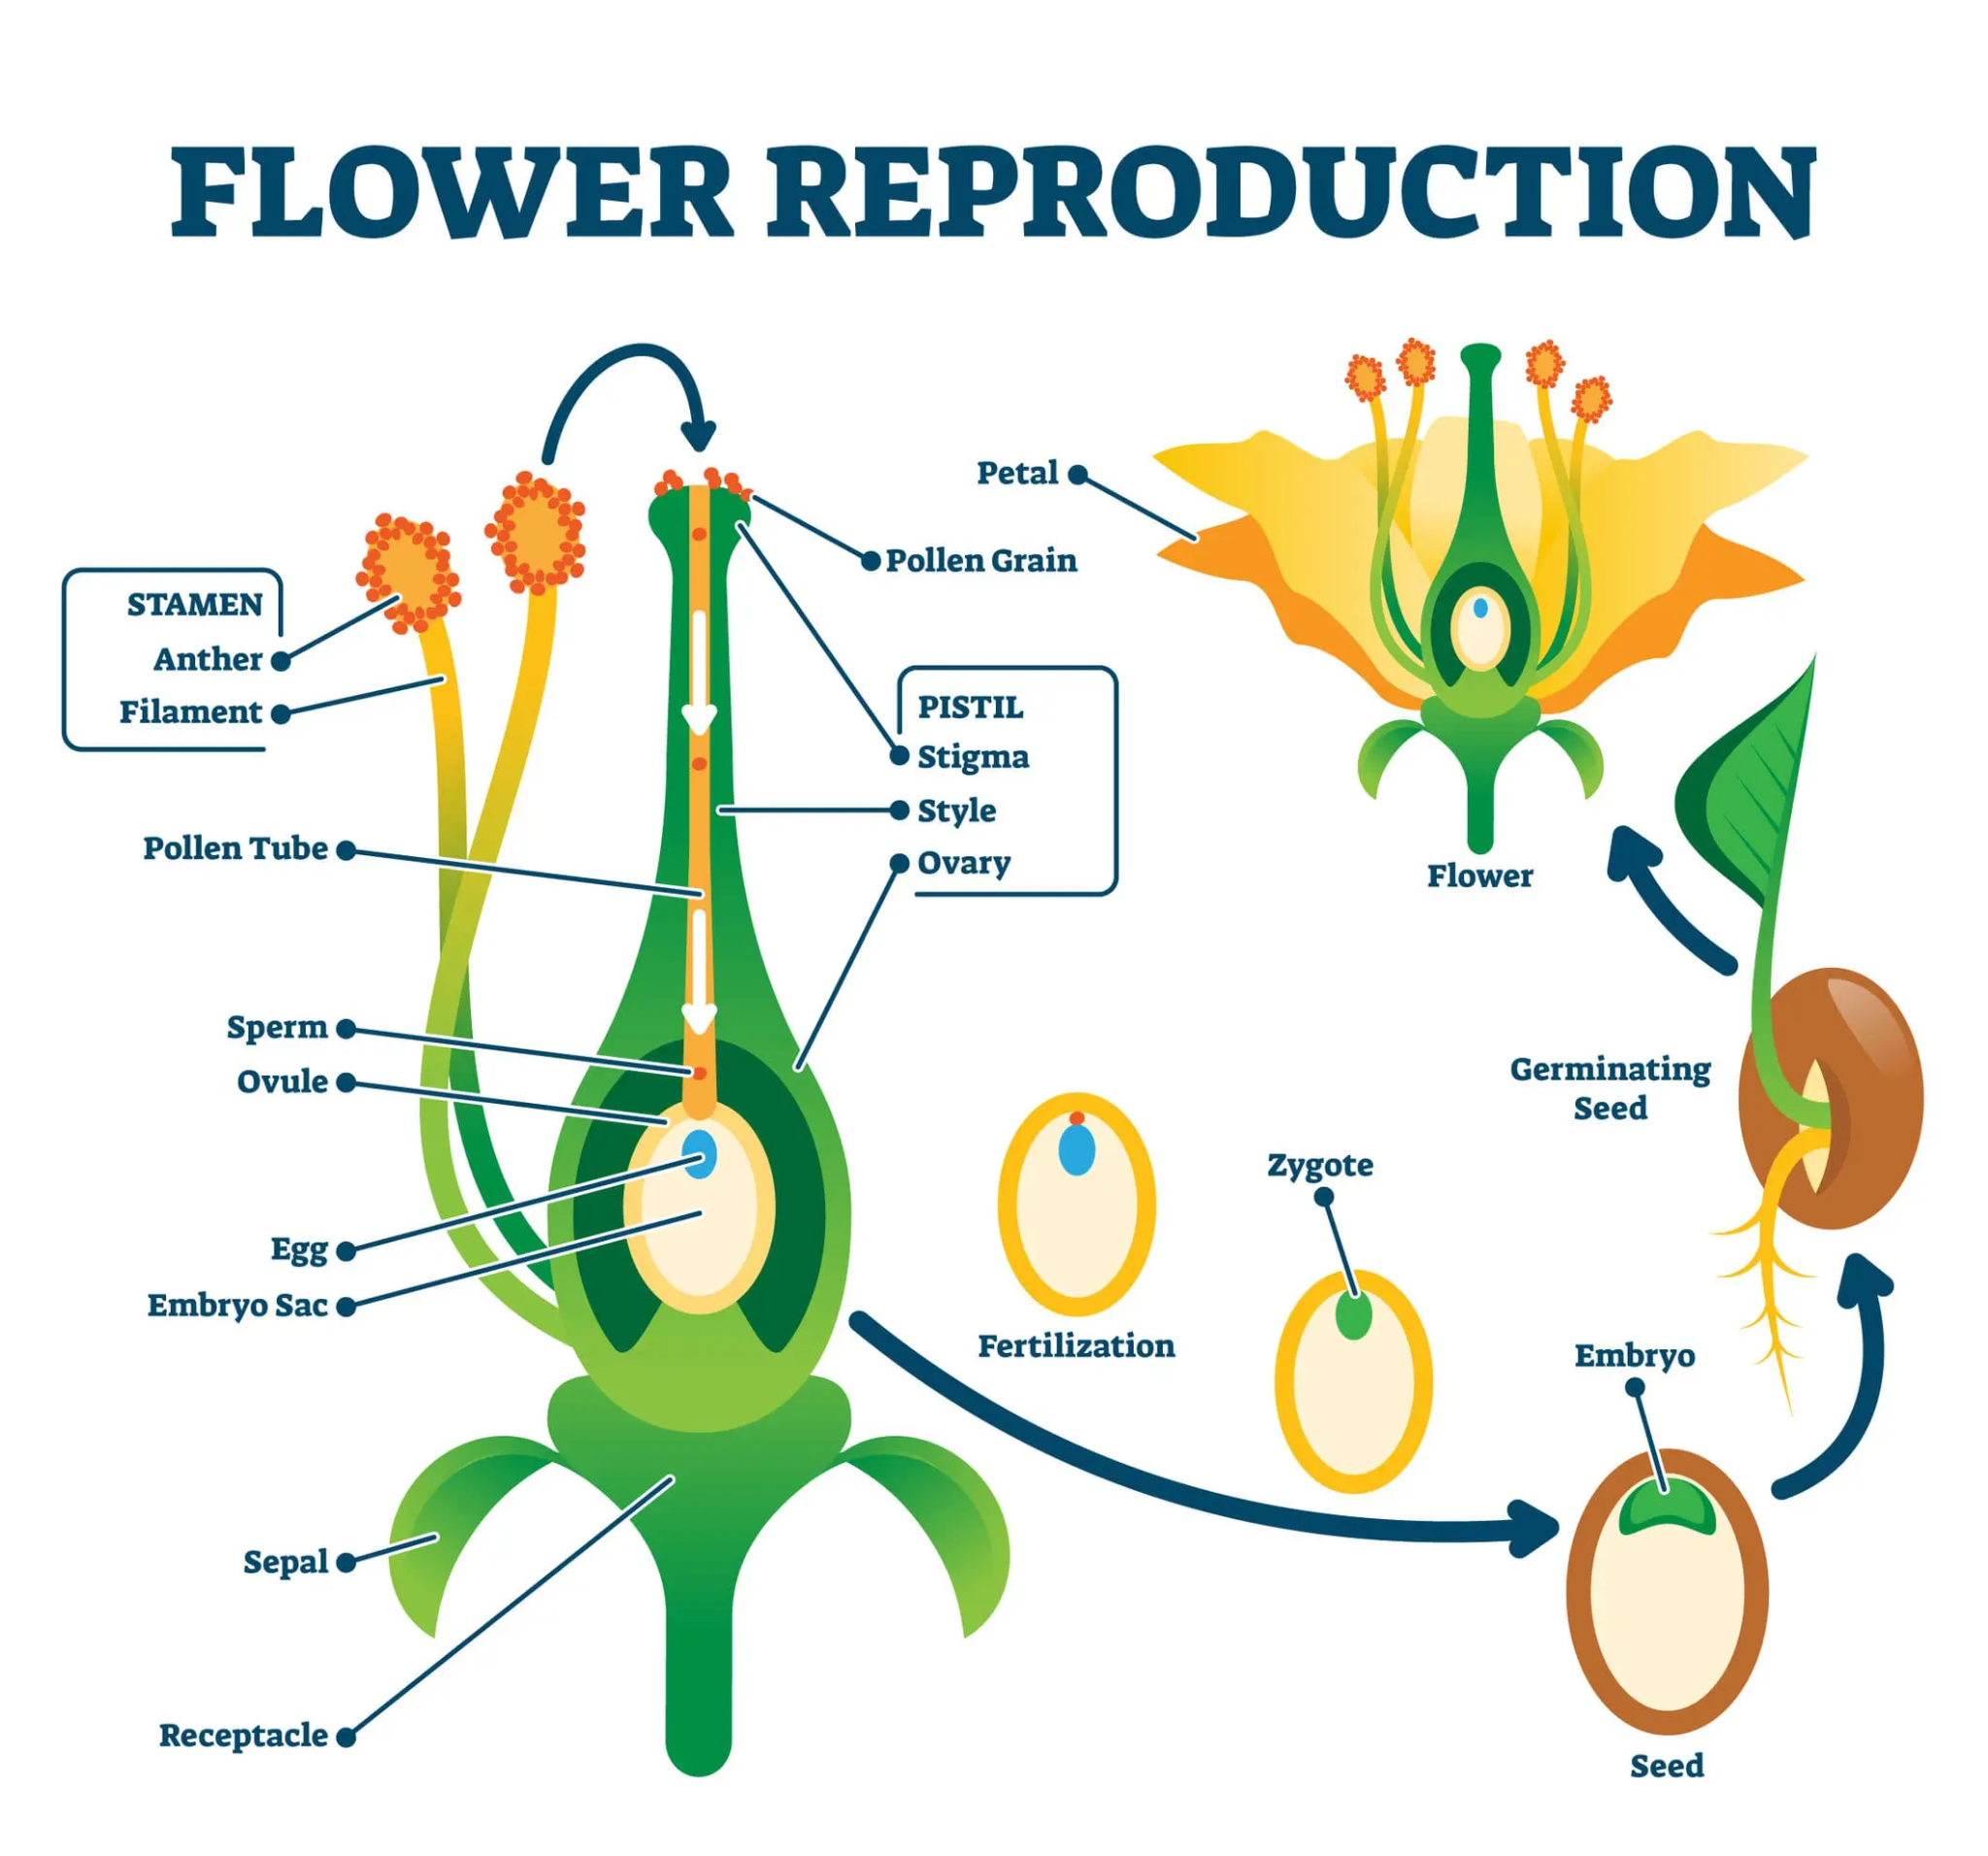 FLOWER REPRODUCTION
Petal
Pollen Grain
STAMEN
Anther
Filament
PISTIL
Stigma
Style
Ovary
Pollen Tube
Flower
Sperm
Ovule
Germinating
Seed
Zygote
Egg
Embryo Sac
Fertilization
Embryo
Sepal
Receptacle
Seed